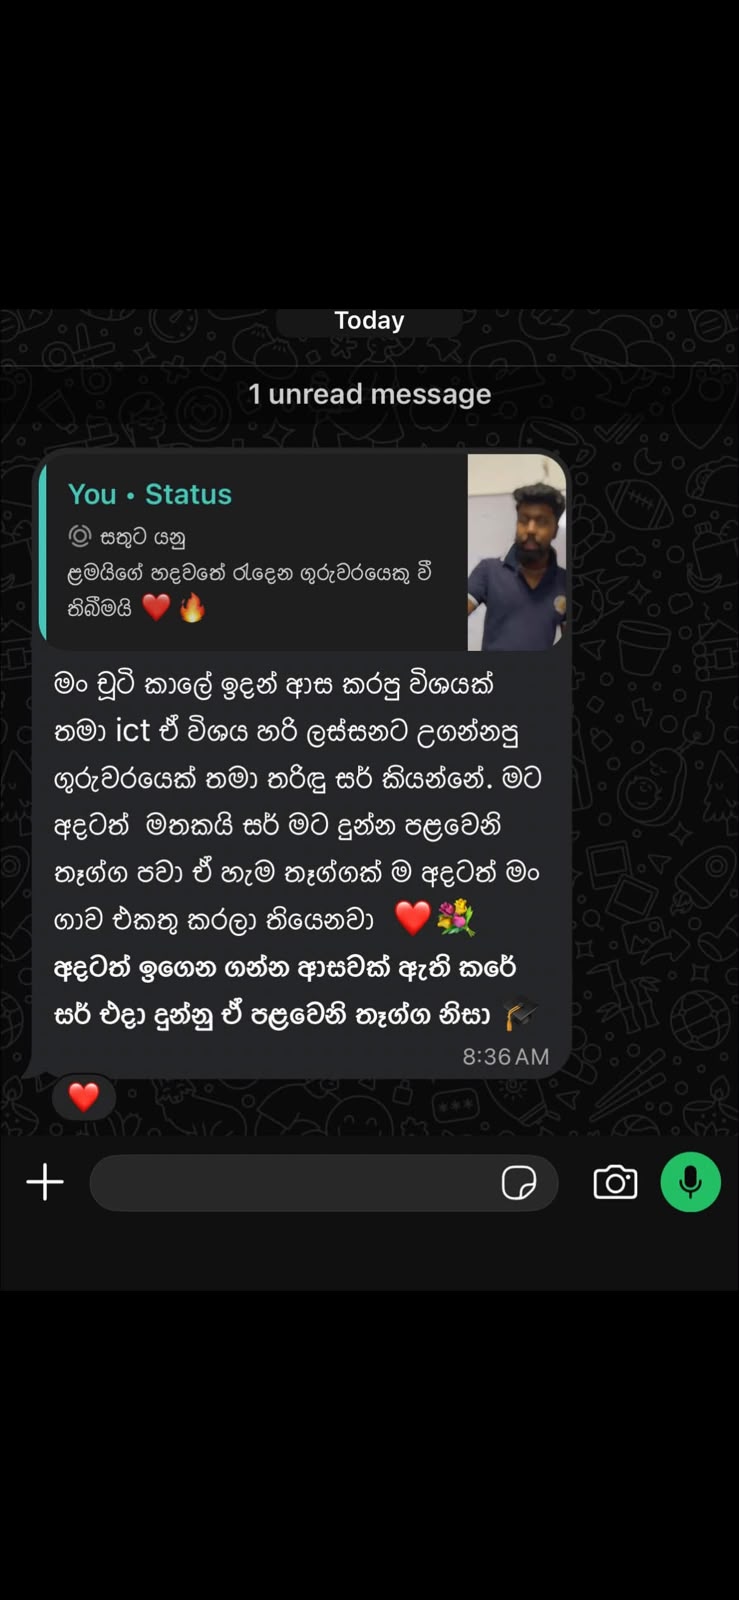 Today
1 unread message
You • Status
සතුට යනු
ළමයිගේ හදවතේ රැදෙන ගුරුවරයෙකු වී
තිබීමයි ❤️ 🔥
මං චූටි කාලේ ඉදන් ආස කරපු විශයක්
තමා ict ඒ විශය හරි ලස්සනට උගන්නපු
ගුරුවරයෙක් තමා තරිඳු සර් කියන්නේ. මට
අදටත්  මතකයි සර් මට දුන්න පළවෙනි
තෑග්ග පවා ඒ හැම තෑග්ගක් ම අදටත් මං
ගාව එකතු කරලා තියෙනවා  ❤️💐
අදටත් ඉගෙන ගන්න ආසවක් ඇති කරේ
සර් එදා දුන්නු ඒ පළවෙනි තෑග්ග නිසා 🎓
8:36 AM
❤️